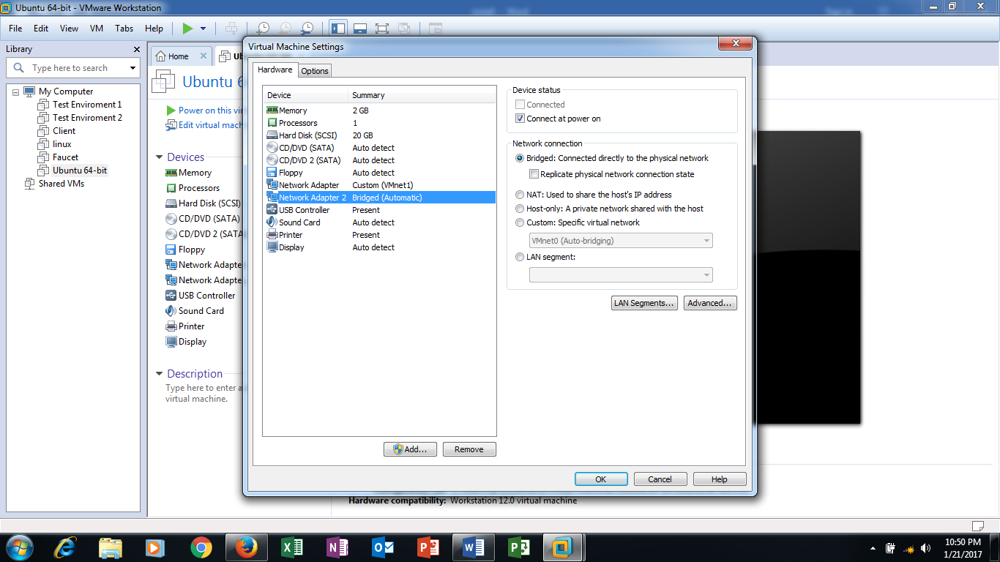 Ubuntu 64-bit - VMware Workstation
File Edit View VM Tabs Help
Library
Type here to search
My Computer
Test Enviroment 1
Test Enviroment 2
Client
linux
Faucet
Ubuntu 64-bit
Shared VMs
Home
Ub
Ubuntu 6
Power on this vi
Edit virtual mach
Devices
Memory
Processors
Hard Disk (SCSI)
CD/DVD (SATA)
CD/DVD 2 (SATA
Floppy
Network Adapte
Network Adapte
USB Controller
Sound Card
Printer
Display
Description
Type here to enter a
virtual machine.
Virtual Machine Settings
Hardware Options
Device Summary
Memory 2 GB
Processors 1
Hard Disk (SCSI) 20 GB
CD/DVD (SATA) Auto detect
CD/DVD 2 (SATA) Auto detect
Floppy Auto detect
Network Adapter Custom (VMnet1)
Network Adapter 2 Bridged (Automatic)
USB Controller Present
Sound Card Auto detect
Printer Present
Display Auto detect
Add... Remove
Device status
Connected
Connect at power on
Network connection
Bridged: Connected directly to the physical network
Replicate physical network connection state
NAT: Used to share the host's IP address
Host-only: A private network shared with the host
Custom: Specific virtual network
VMnet0 (Auto-bridging)
LAN segment:
LAN Segments... Advanced...
OK Cancel Help
Hardware compatibility: Workstation 12.0 virtual machine
10:50 PM
1/21/2017